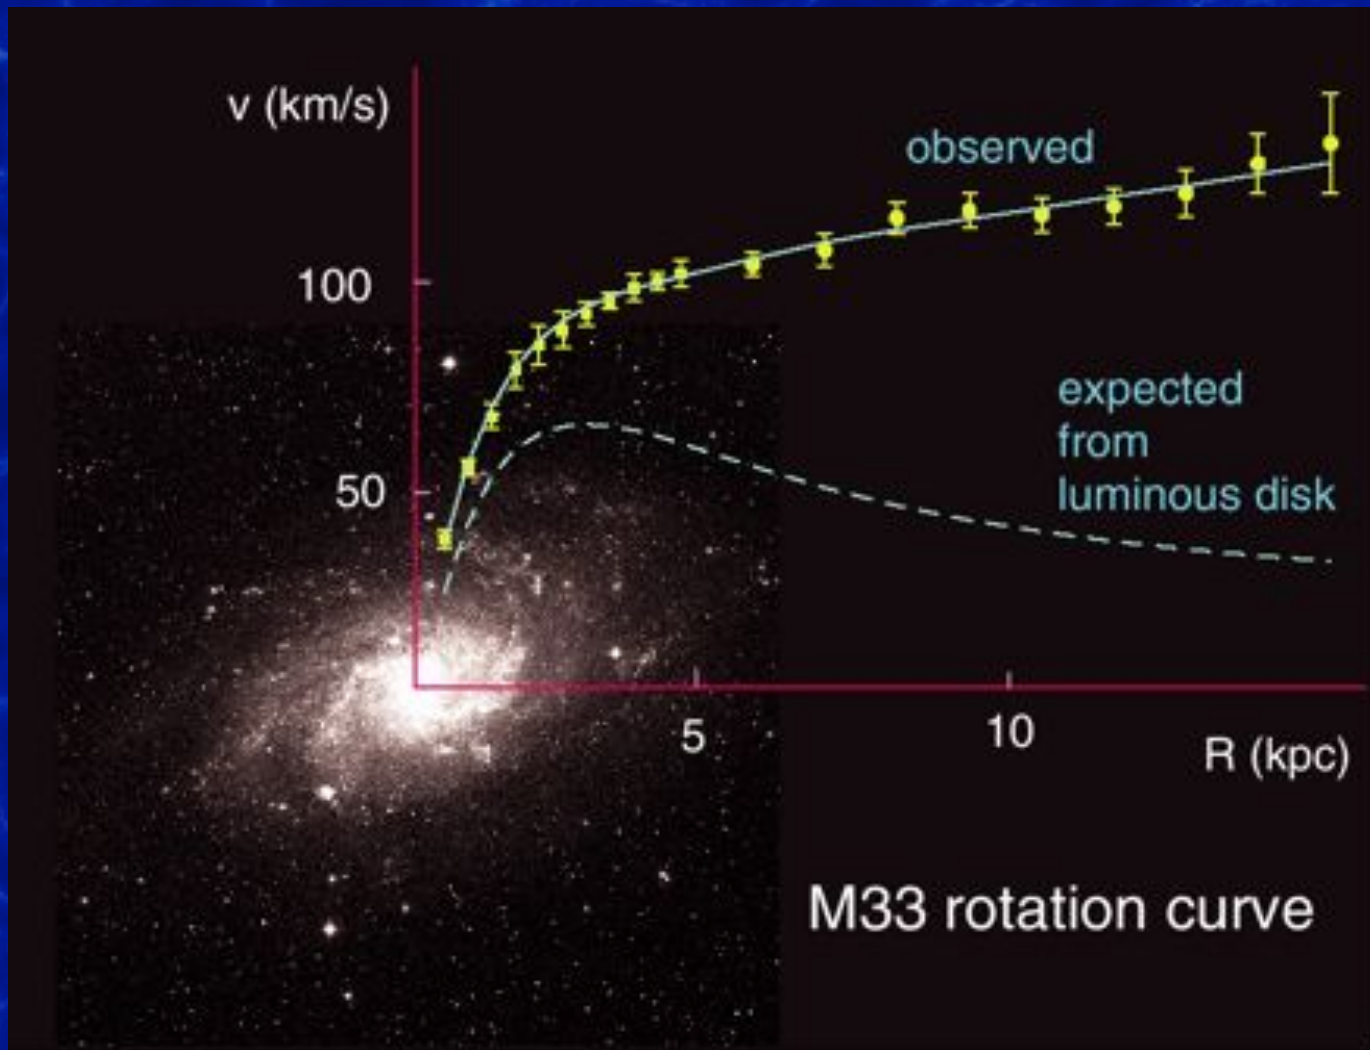 v (km/s)
observed
100
expected
from
luminous disk
50
5
10
R (kpc)
M33 rotation curve